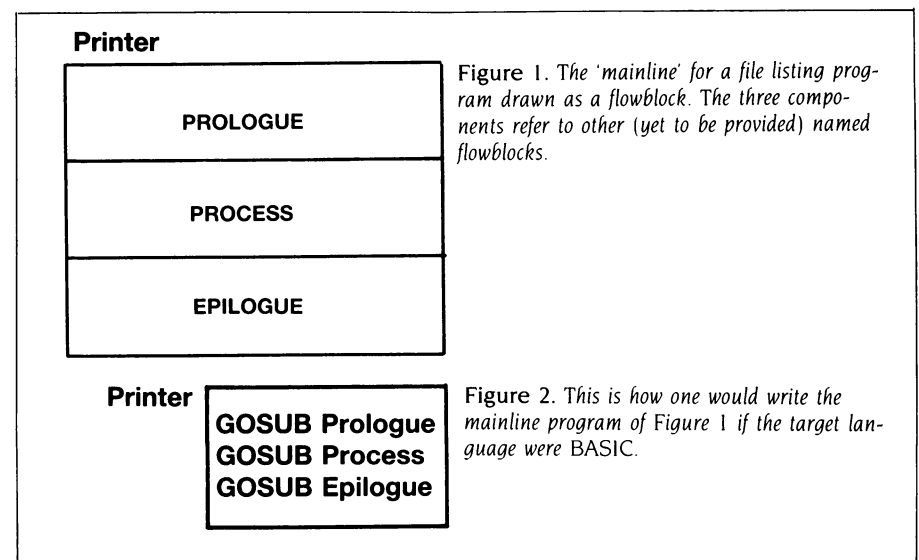 Printer
PROLOGUE
PROCESS
EPILOGUE
Figure 1. The 'mainline' for a file listing prog-
ram drawn as a flowblock. The three compo-
nents refer to other (yet to be provided) named
flowblocks.
Printer
GOSUB Prologue
GOSUB Process
GOSUB Epilogue
Figure 2. This is how one would write the
mainline program of Figure 1 if the target lan-
guage were BASIC.